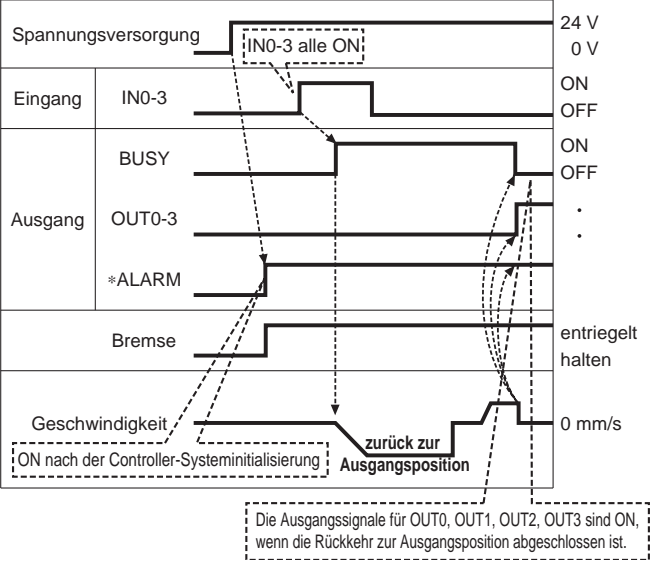 Spannungsversorgung
24 V
0 V
IN0-3 alle ON
Eingang
IN0-3
ON
OFF
Ausgang
BUSY
ON
OFF
OUT0-3
∗ALARM
Bremse
entriegelt
halten
Geschwindigkeit
0 mm/s
zurück zur
Ausgangsposition
ON nach der Controller-Systeminitialisierung
Die Ausgangssignale für OUT0, OUT1, OUT2, OUT3 sind ON,
wenn die Rückkehr zur Ausgangsposition abgeschlossen ist.